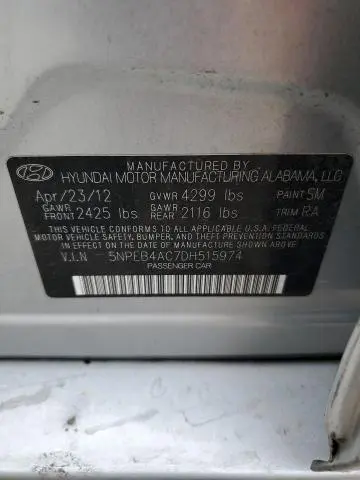 MANUFACTURED BY
HYUNDAI MOTOR MANUFACTURING ALABAMA, LLC
Apr/23/12 GVWR 4299 lbs PAINT 5M
GAWR FRONT 2425 lbs GAWR REAR 2116 lbs TRIM RA
THIS VEHICLE CONFORMS TO ALL APPLICABLE U.S.A. FEDERAL
MOTOR VEHICLE SAFETY, BUMPER, AND THEFT PREVENTION STANDARDS
IN EFFECT ON THE DATE OF MANUFACTURE SHOWN ABOVE.
V.I.N 5NPEB4AC7DH515974
PASSENGER CAR